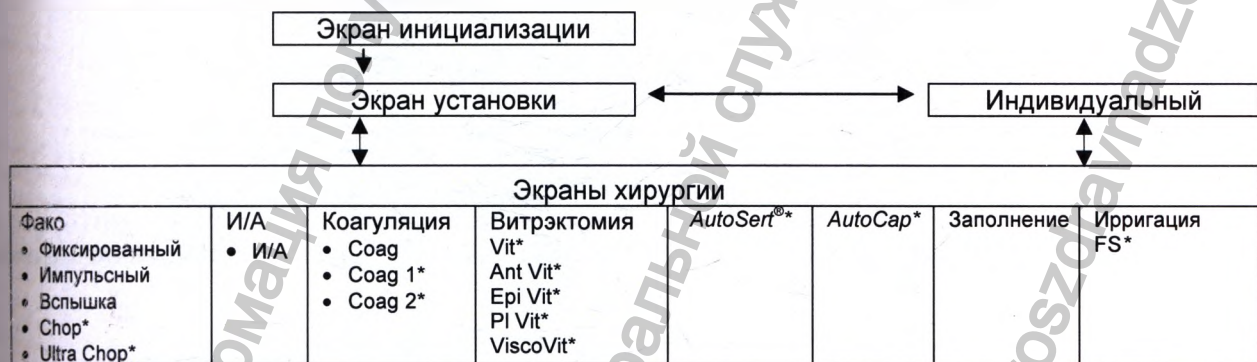 Экран инициализации
Экран установки
Индивидуальный
Экраны хирургии
Фако
• Фиксированный
• Импульсный
• Вспышка
• Chop*
• Ultra Chop*
И/А
• И/А
Коагуляция
• Coag
• Coag 1*
• Coag 2*
Витрэктомия
Vit*
Ant Vit*
Epi Vit*
PI Vit*
ViscoVit*
AutoSert®*
AutoCap*
Заполнение
Ирригация
FS*